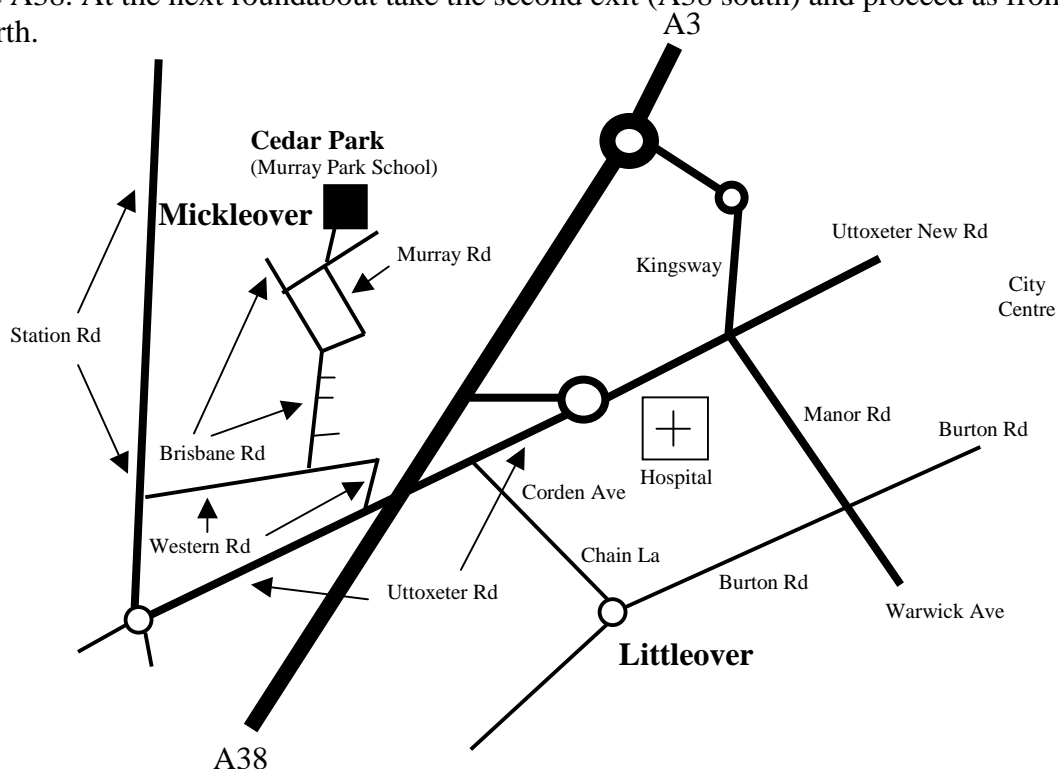 A38. At the next roundabout take the second exit (A38 south) and proceed as from
rth.
A3
Cedar Park
(Murray Park School)
Mickleover
Murray Rd
Uttoxeter New Rd
Kingsway
City
Centre
Station Rd
Manor Rd
Burton Rd
Brisbane Rd
Hospital
Corden Ave
Western Rd
Chain La
Burton Rd
Uttoxeter Rd
Warwick Ave
Littleover
A38